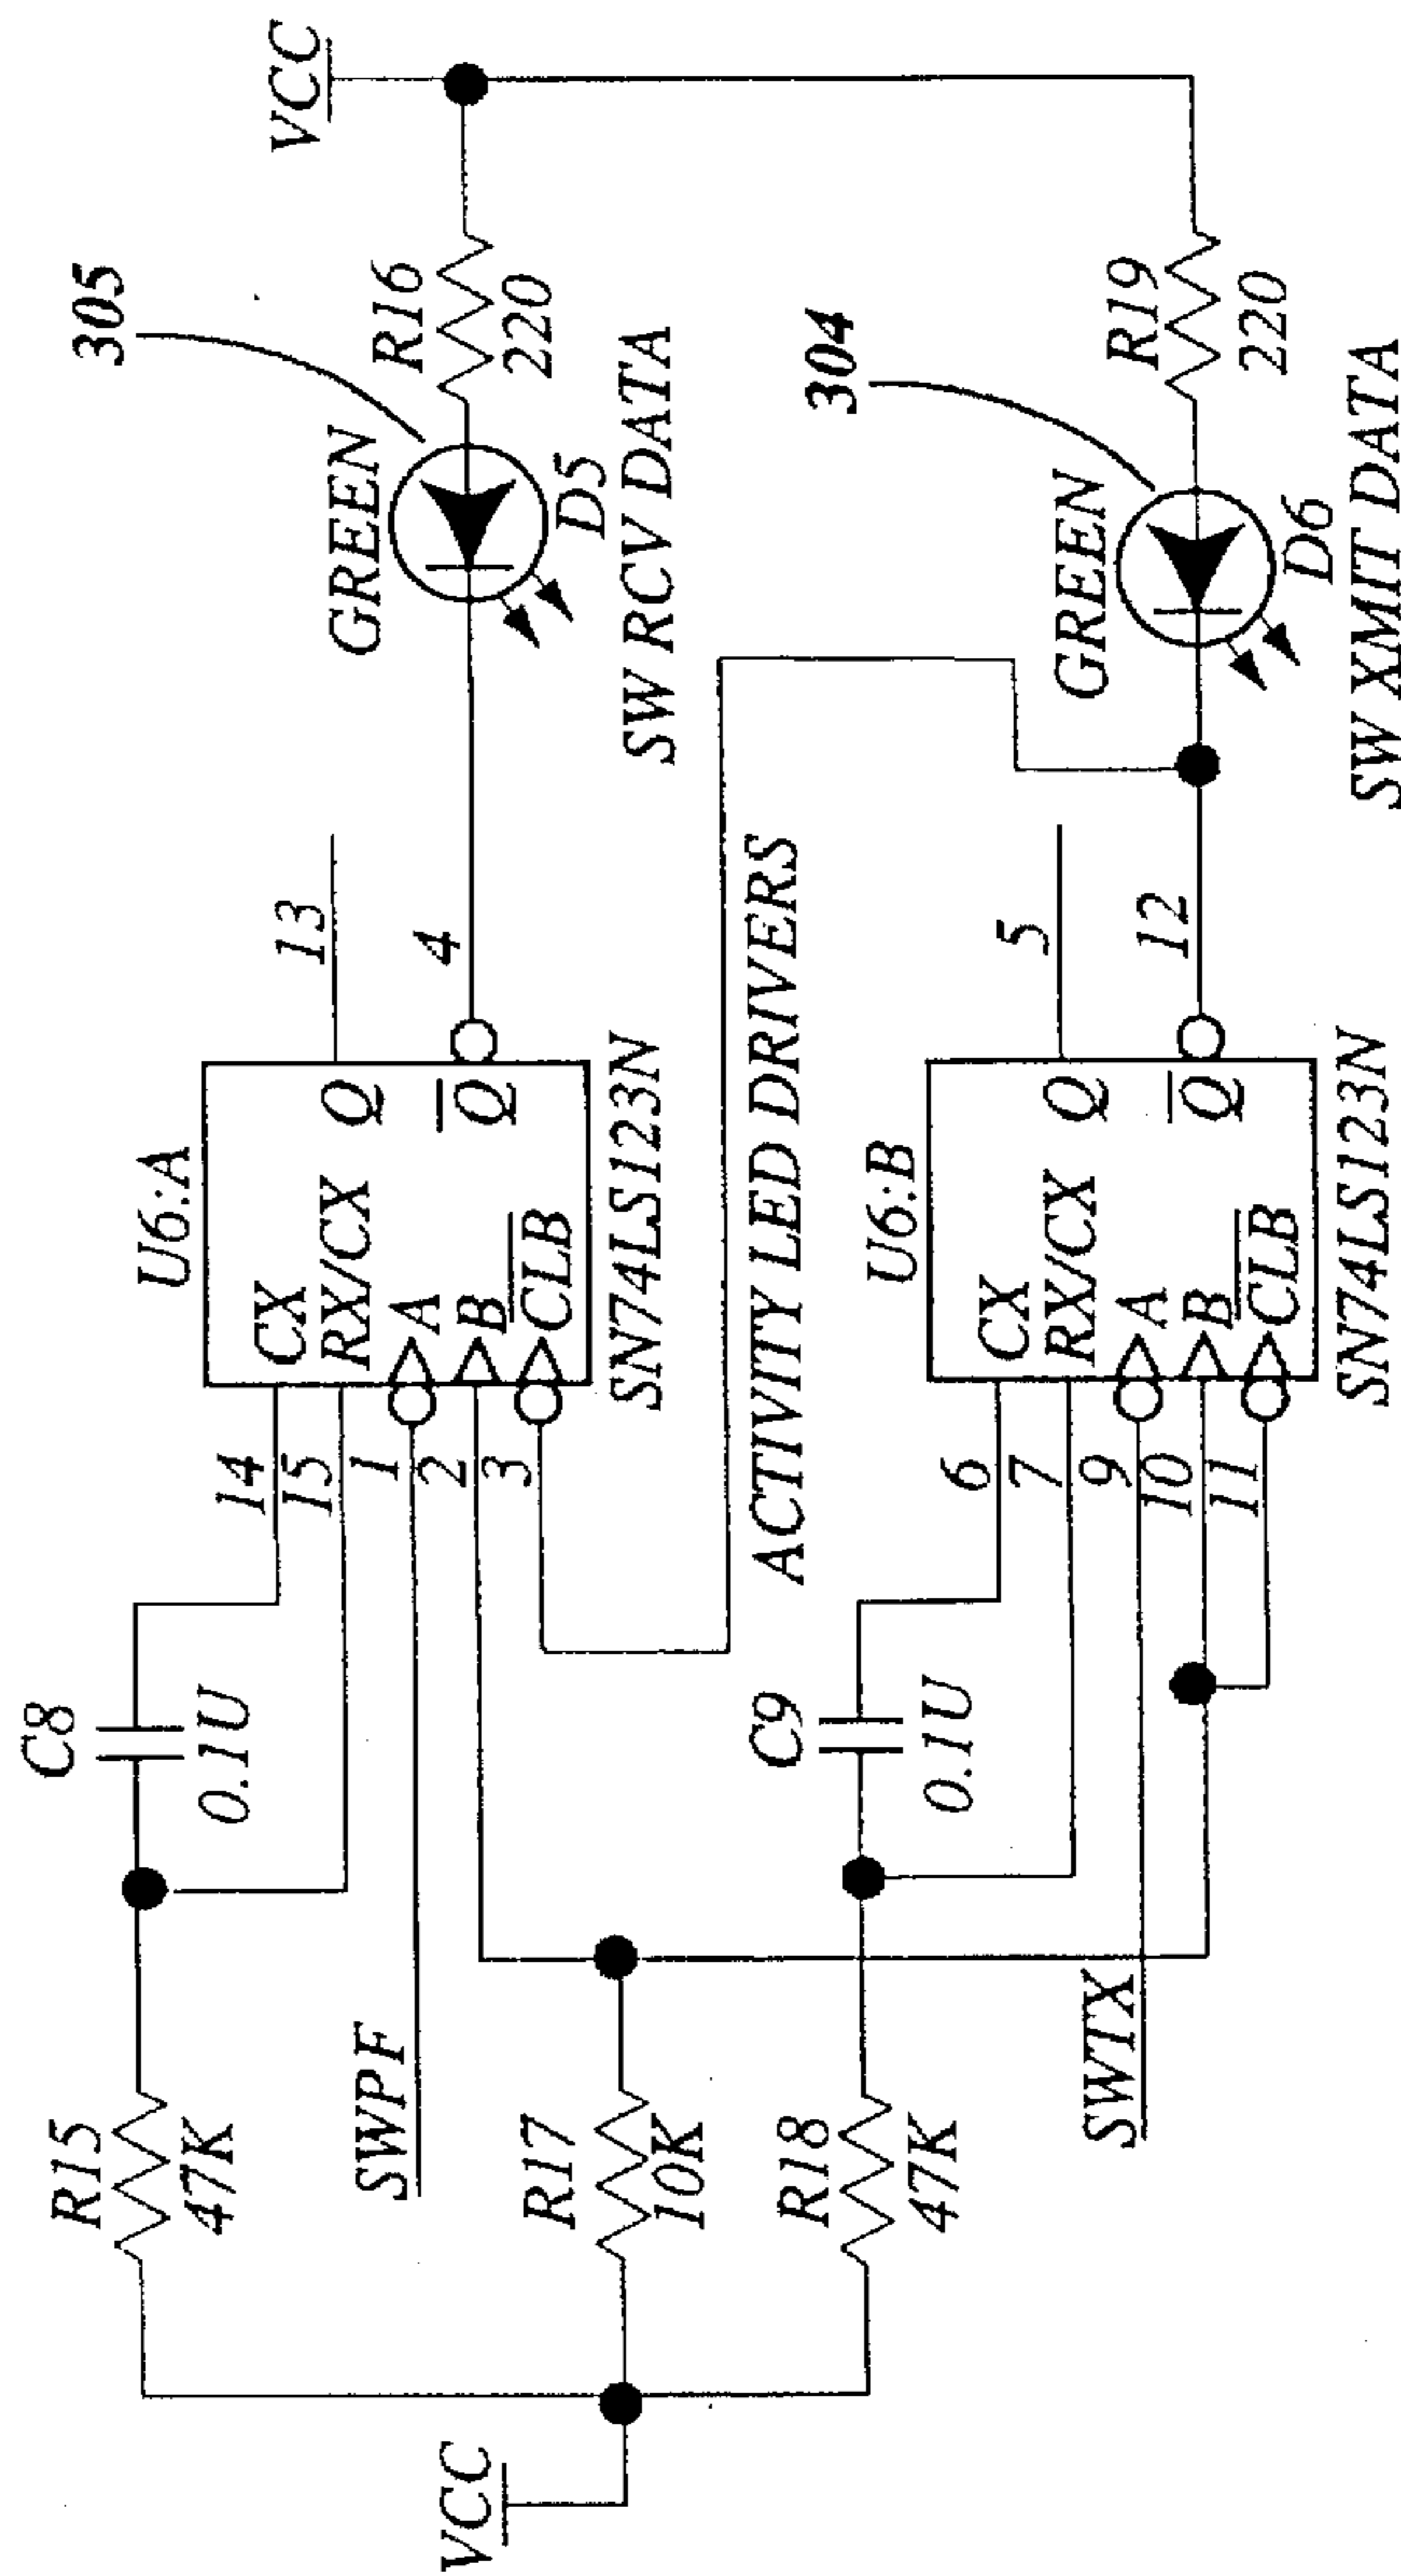 VCC
R15
47K
SWPF
R17
10K
R18
47K
SWTX
C8
0.1U
C9
0.1U
14
15
1
2
3
U6:A
CX
RX/CX
A
B
CLB
Q
Q
SN74LS123N
13
4
ACTIVITY LED DRIVERS
6
7
9
10
11
U6:B
CX
RX/CX
A
B
CLB
Q
Q
SN74LS123N
5
12
GREEN
305
D5
SW RCV DATA
R16
220
VCC
GREEN
304
D6
SW XMIT DATA
R19
220